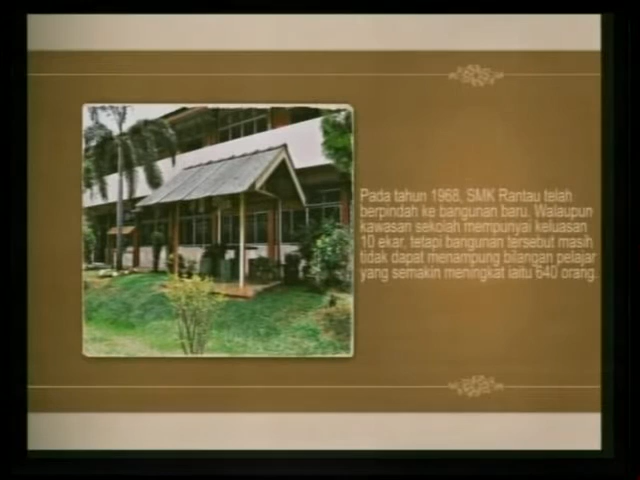 Pada tahun 1968, SMK Rantau telah
berpindah ke bangunan baru. Walaupun
kawasan sekolah mempunyai keluasan
10 ekar, tetapi bangunan tersebut masih
tidak dapat menampung bilangan pelajar
yang semakin meningkat iaitu 640 orang.